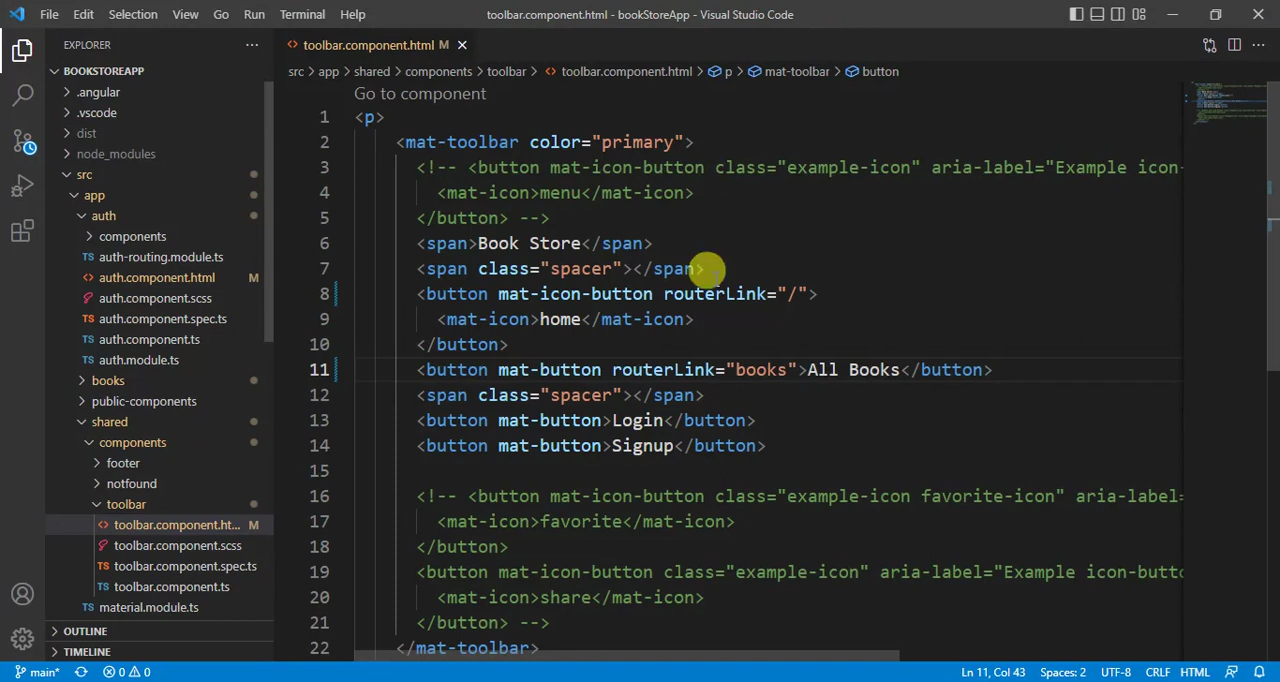 File Edit Selection View Go Run Terminal Help
toolbar.component.html - bookStoreApp - Visual Studio Code
EXPLORER
BOOKSTOREAPP
.angular
.vscode
dist
node_modules
src
app
auth
components
TS auth-routing.module.ts
<> auth.component.html M
auth.component.scss
TS auth.component.spec.ts
TS auth.component.ts
TS auth.module.ts
books
public-components
shared
components
footer
notfound
toolbar
<> toolbar.component.ht... M
toolbar.component.scss
TS toolbar.component.spec.ts
TS toolbar.component.ts
TS material.module.ts
OUTLINE
TIMELINE
<> toolbar.component.html M
src > app > shared > components > toolbar > <> toolbar.component.html > p > mat-toolbar > button
Go to component
1 <p>
2 <mat-toolbar color="primary">
3 <!-- <button mat-icon-button class="example-icon" aria-label="Example icon-
4 <mat-icon>menu</mat-icon>
5 </button> -->
6 <span>Book Store</span>
7 <span class="spacer"></span>
8 <button mat-icon-button routerLink="/">
9 <mat-icon>home</mat-icon>
10 </button>
11 <button mat-button routerLink="books">All Books</button>
12 <span class="spacer"></span>
13 <button mat-button>Login</button>
14 <button mat-button>Signup</button>
15
16 <!-- <button mat-icon-button class="example-icon favorite-icon" aria-label=
17 <mat-icon>favorite</mat-icon>
18 </button>
19 <button mat-icon-button class="example-icon" aria-label="Example icon-butto
20 <mat-icon>share</mat-icon>
21 </button> -->
22 </mat-toolbar>
main* 0 0
Ln 11, Col 43 Spaces: 2 UTF-8 CRLF HTML